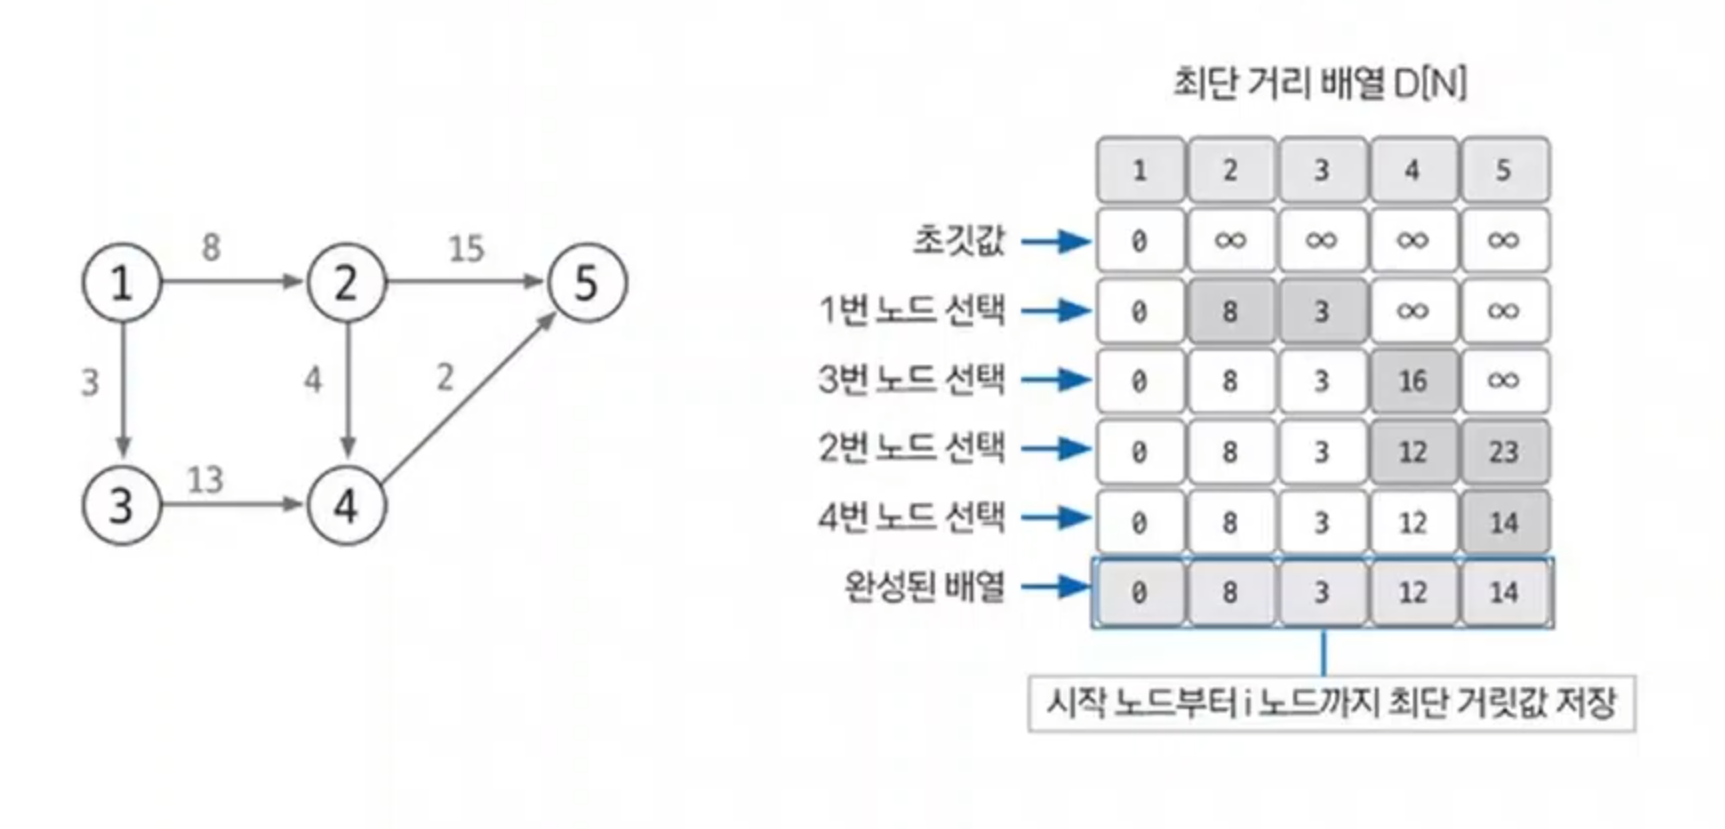 최단 거리 배열 D[N]
1 2 3 4 5
초깃값 0 ∞ ∞ ∞ ∞
1번 노드 선택 0 8 3 ∞ ∞
3번 노드 선택 0 8 3 16 ∞
2번 노드 선택 0 8 3 12 23
4번 노드 선택 0 8 3 12 14
완성된 배열 0 8 3 12 14
시작 노드부터 i 노드까지 최단 거릿값 저장
8 15
1 2 5
3 4 2
13
3 4